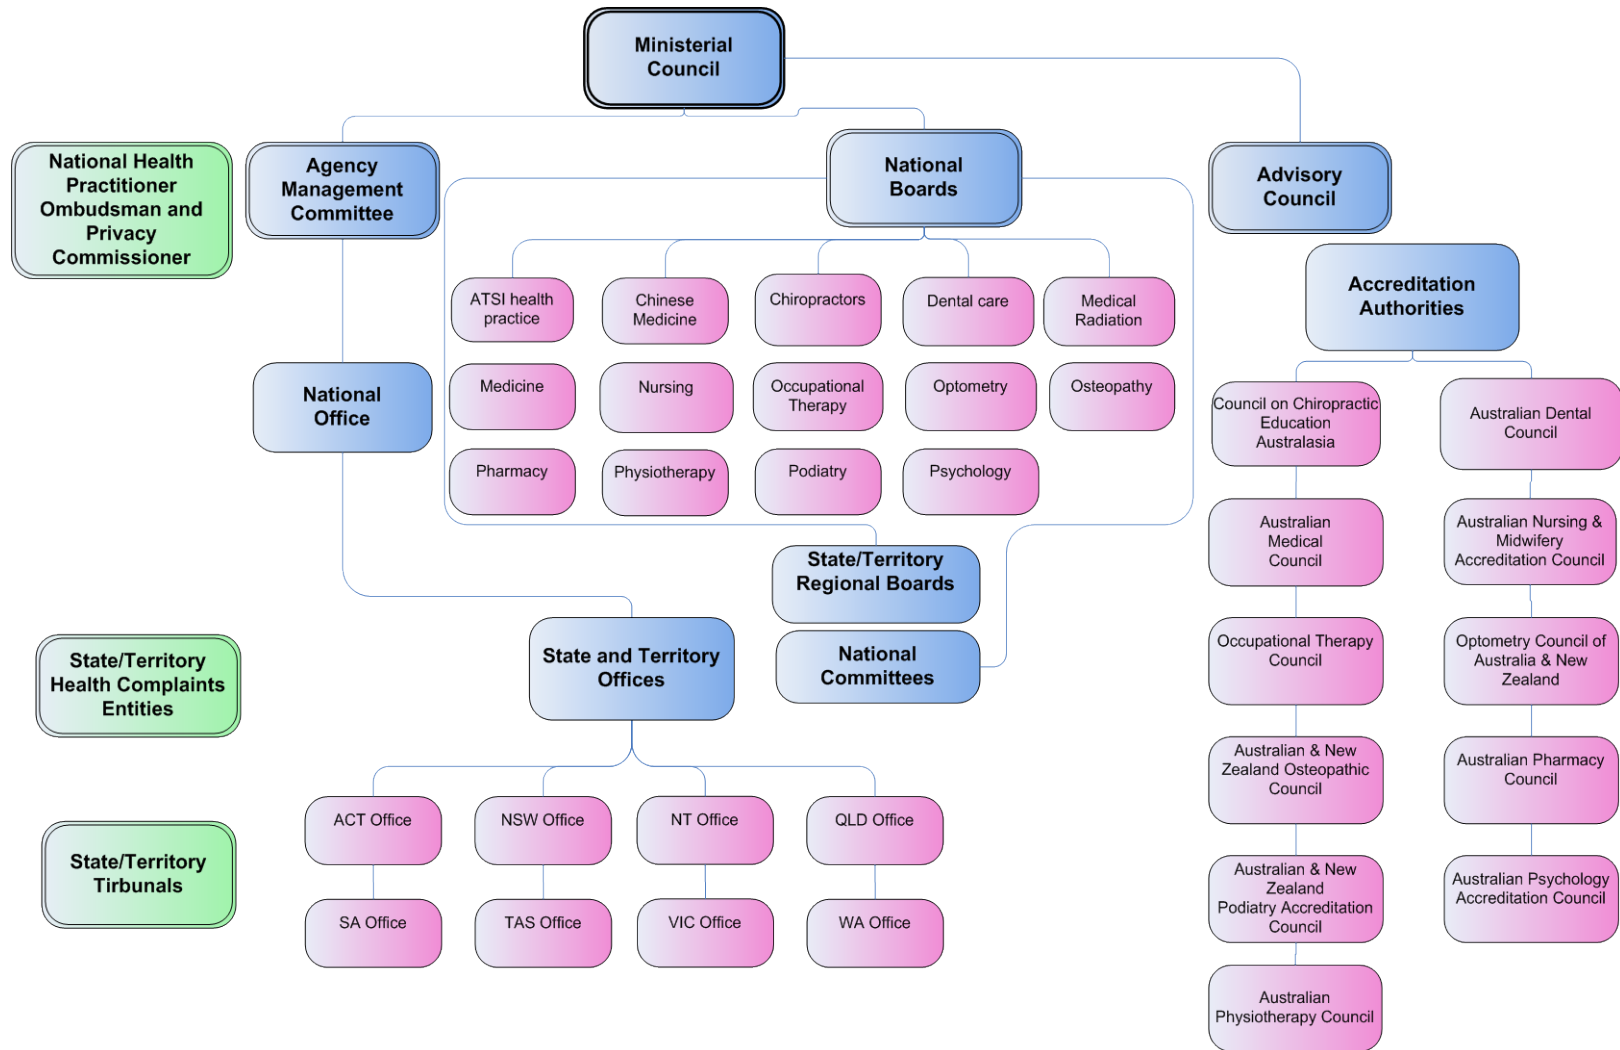 Ministerial
Council
National Health
Practitioner
Ombudsman and
Privacy
Commissioner
Agency
Management
Committee
National
Boards
Advisory
Council
ATSI health
practice
Chinese
Medicine
Chiropractors
Dental care
Medical
Radiation
Accreditation
Authorities
National
Office
Medicine
Nursing
Occupational
Therapy
Optometry
Osteopathy
Pharmacy
Physiotherapy
Podiatry
Psychology
Council on Chiropractic
Education
Australasia
Australian Dental
Council
Australian
Medical
Council
Australian Nursing &
Midwifery
Accreditation Council
State/Territory
Regional Boards
National
Committees
State/Territory
Health Complaints
Entities
State and Territory
Offices
Occupational Therapy
Council
Optometry Council of
Australia & New
Zealand
Australian & New
Zealand Osteopathic
Council
Australian Pharmacy
Council
State/Territory
Tirbunals
ACT Office
NSW Office
NT Office
QLD Office
SA Office
TAS Office
VIC Office
WA Office
Australian & New
Zealand
Podiatry Accreditation
Council
Australian Psychology
Accreditation Council
Australian
Physiotherapy Council